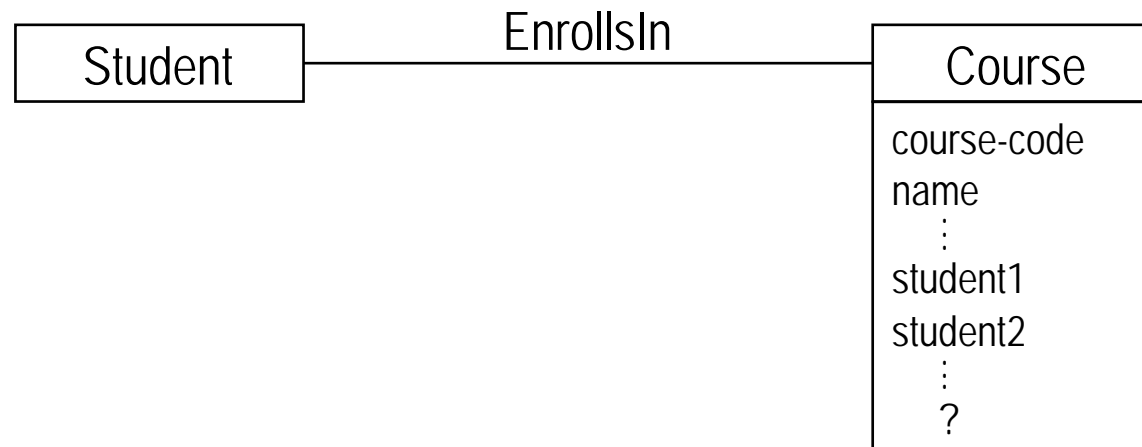 EnrollsIn
Student
Course
course-code
name
⋮
student1
student2
⋮
?